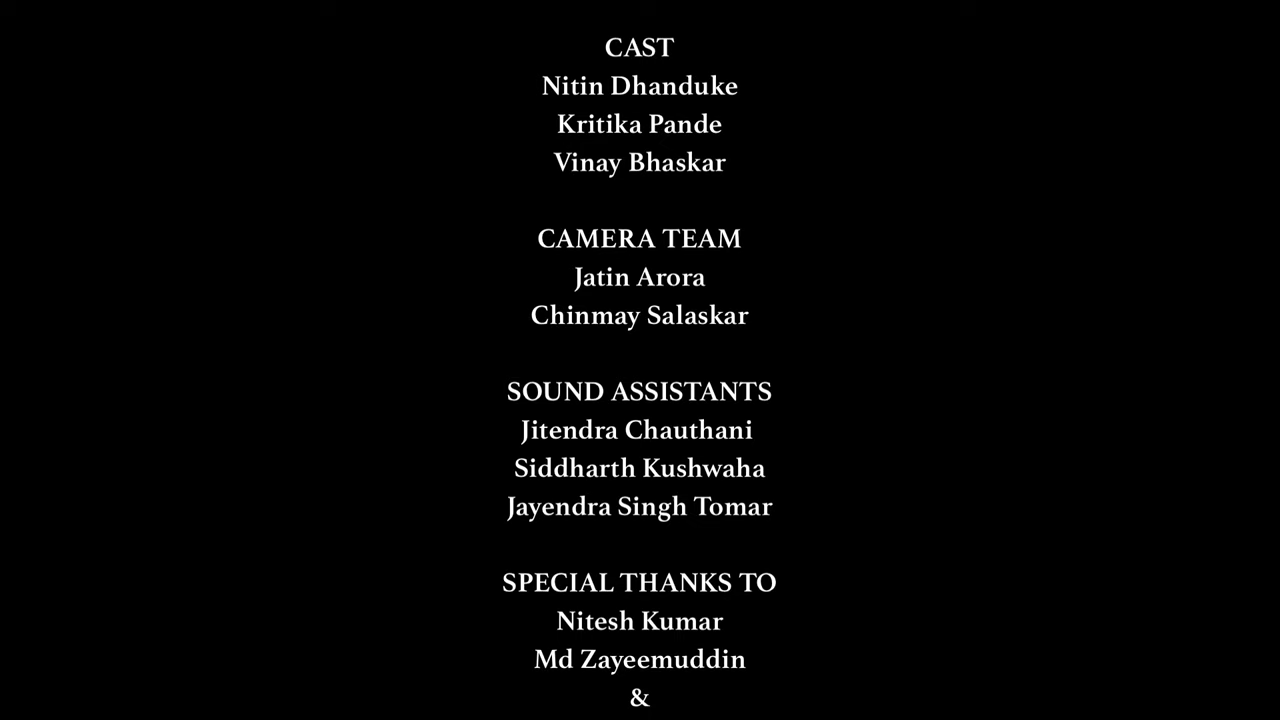 CAST
Nitin Dhanduke
Kritika Pande
Vinay Bhaskar
CAMERA TEAM
Jatin Arora
Chinmay Salaskar
SOUND ASSISTANTS
Jitendra Chauthani
Siddharth Kushwaha
Jayendra Singh Tomar
SPECIAL THANKS TO
Nitesh Kumar
Md Zayeemuddin
&